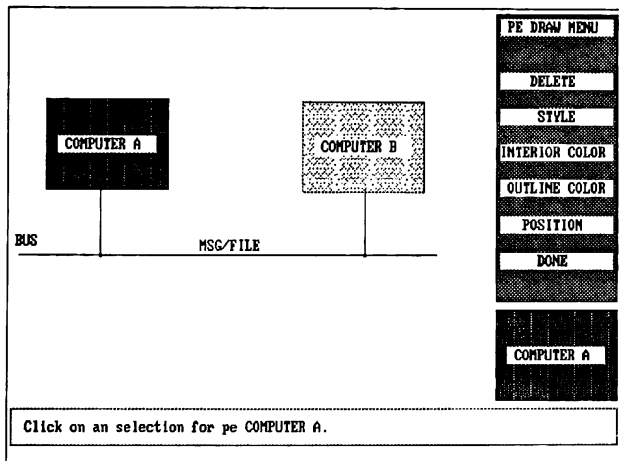 PE DRAW MENU
DELETE
STYLE
INTERIOR COLOR
OUTLINE COLOR
POSITION
DONE
COMPUTER A
COMPUTER B
BUS
MSG/FILE
COMPUTER A
Click on an selection for pe COMPUTER A.